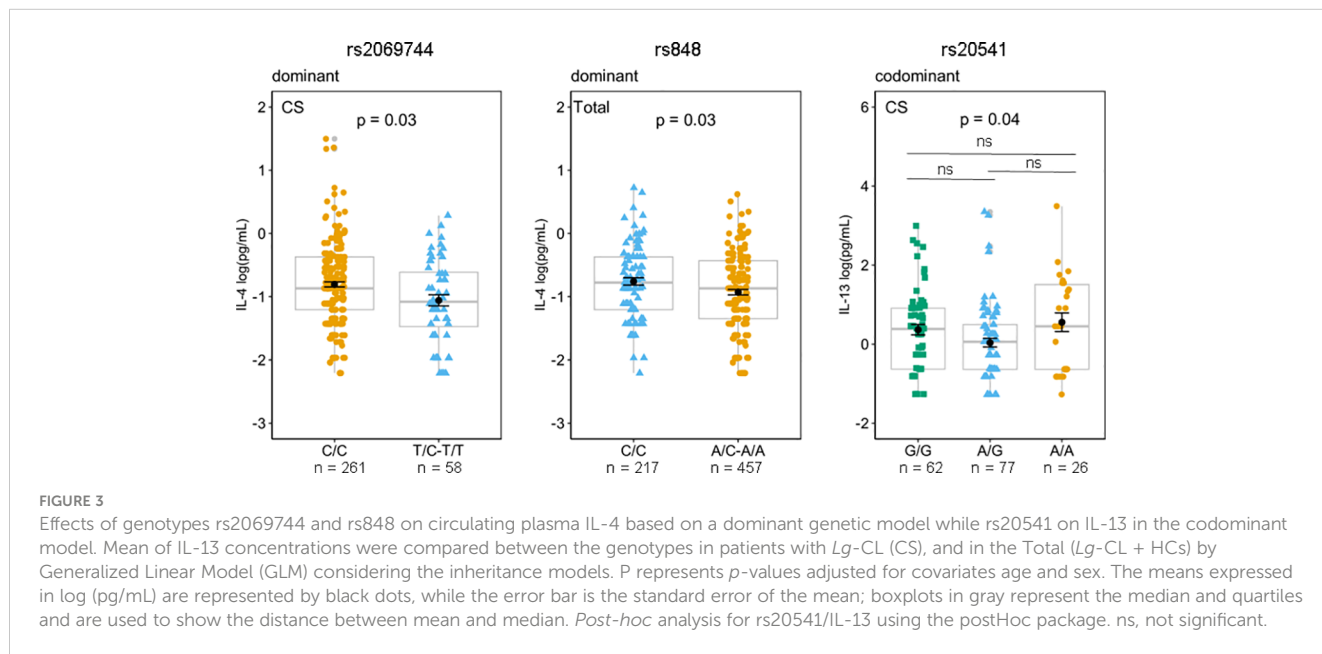 rs2069744
rs848
rs20541
dominant
dominant
codominant
CS
p = 0.03
Total
p = 0.03
CS
p = 0.04
ns
ns
ns
IL-4 log(pg/mL)
2
1
0
-1
-2
-3
IL-4 log(pg/mL)
2
1
0
-1
-2
-3
IL-13 log(pg/mL)
6
4
2
0
-2
C/C
T/C-T/T
n = 261
n = 58
C/C
A/C-A/A
n = 217
n = 457
G/G
A/G
A/A
n = 62
n = 77
n = 26
FIGURE 3
Effects of genotypes rs2069744 and rs848 on circulating plasma IL-4 based on a dominant genetic model while rs20541 on IL-13 in the codominant
model. Mean of IL-13 concentrations were compared between the genotypes in patients with Lg-CL (CS), and in the Total (Lg-CL + HCs) by
Generalized Linear Model (GLM) considering the inheritance models. P represents p-values adjusted for covariates age and sex. The means expressed
in log (pg/mL) are represented by black dots, while the error bar is the standard error of the mean; boxplots in gray represent the median and quartiles
and are used to show the distance between mean and median. Post-hoc analysis for rs20541/IL-13 using the postHoc package. ns, not significant.